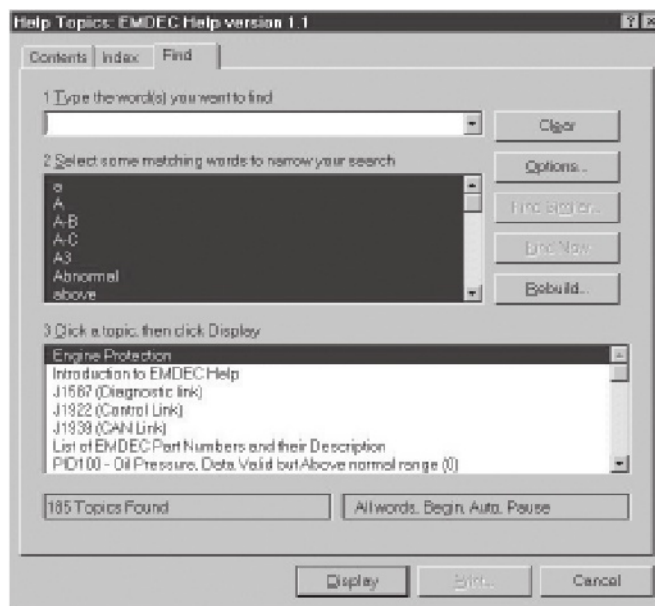 Help Topics: EMDEC Help version 1.1
Contents Index Find
1 Type the word(s) you want to find
Clear
2 Select some matching words to narrow your search
Options...
a
A
A-B
A-C
A3
Abnormal
above
Find Similar...
Find Now
Rebuild...
3 Click a topic, then click Display
Engine Protection
Introduction to EMDEC Help
J1587 (Diagnostic link)
J1922 (Control Link)
J1939 (CAN Link)
List of EMDEC Part Numbers and their Description
PID100 - Oil Pressure, Data Valid but Above normal range (0)
185 Topics Found
All words, Begin, Auto, Pause
Display Print... Cancel